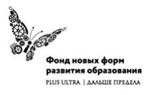 Фонд новых форм
развития образования
PLUS ULTRA | ДАЛЬШЕ ПРЕДЕЛА